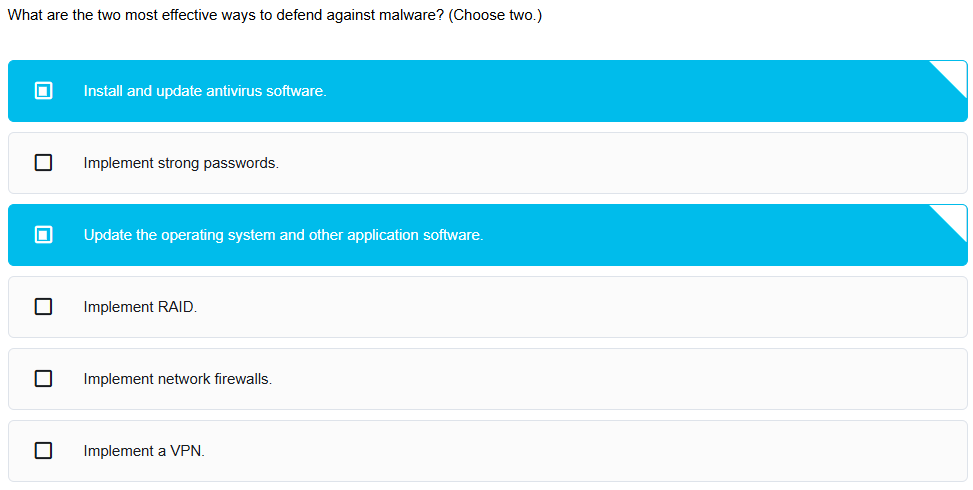 What are the two most effective ways to defend against malware? (Choose two.)
Install and update antivirus software.
Implement strong passwords.
Update the operating system and other application software.
Implement RAID.
Implement network firewalls.
Implement a VPN.